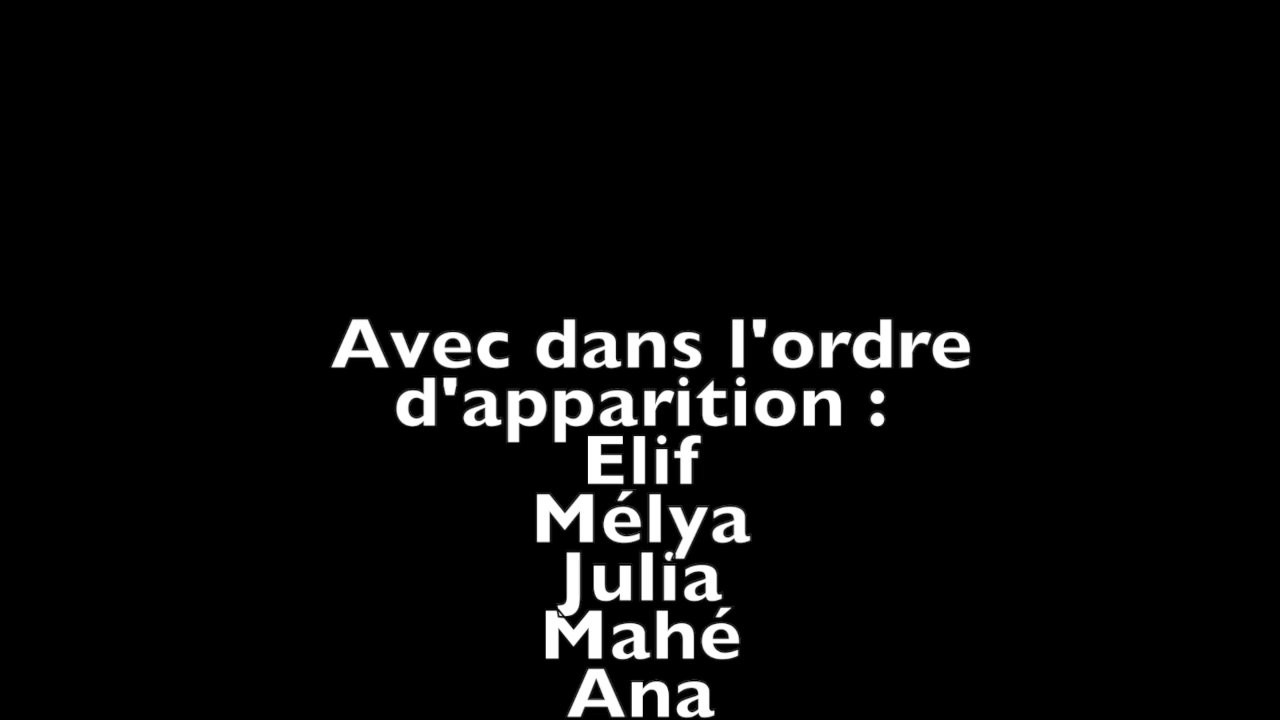 Avec dans l'ordre
d'apparition :
Elif
Mélya
Julia
Mahé
Ana